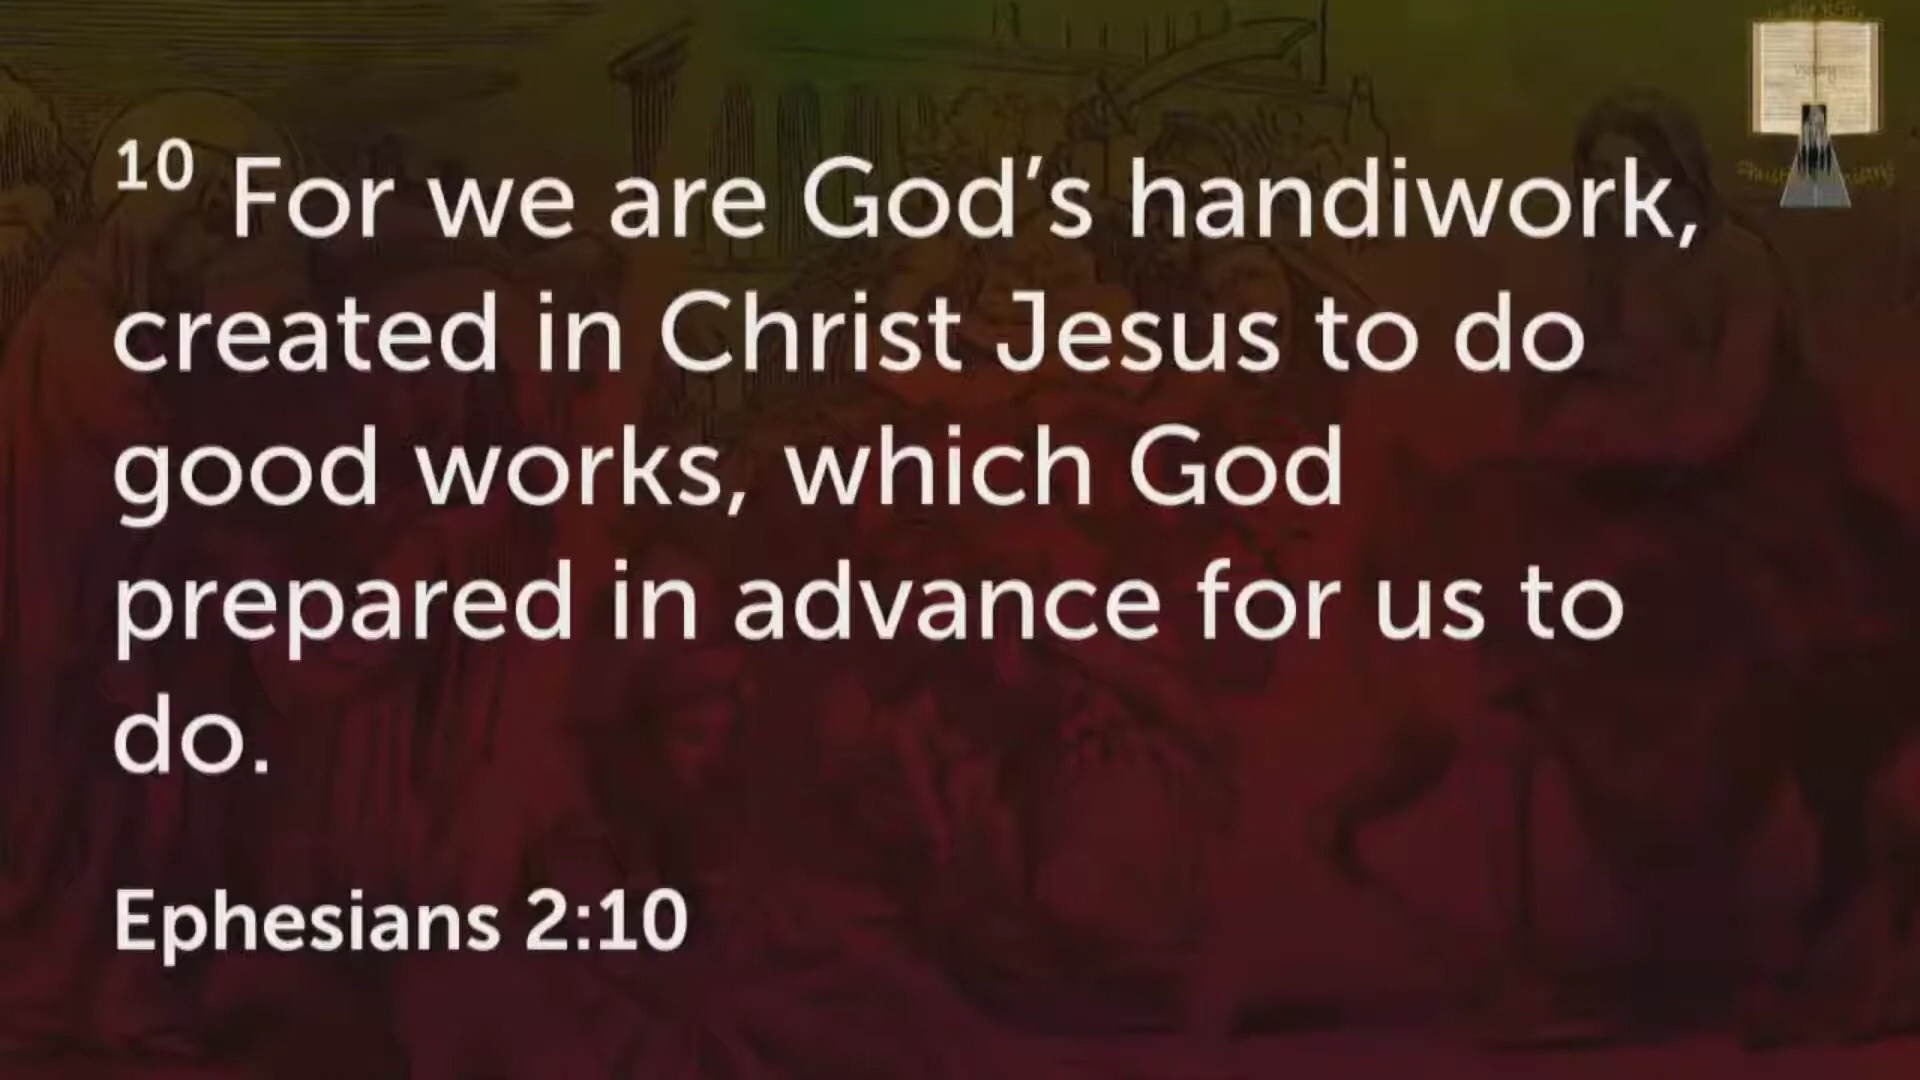 10 For we are God’s handiwork,
created in Christ Jesus to do
good works, which God
prepared in advance for us to
do.
Ephesians 2:10